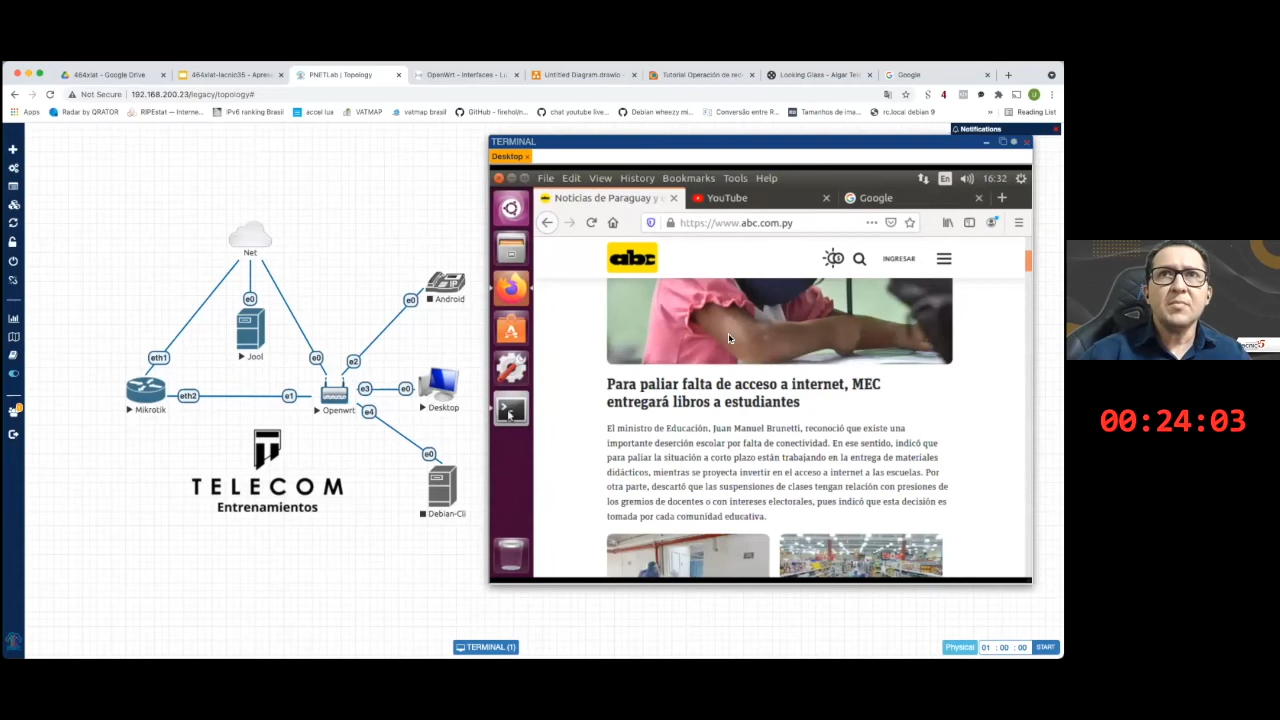 464xlat - Google Drive
464xlat-lacnic35 - Aprese
PNETLab | Topology
OpenWrt - Interfaces - Lu
Untitled Diagram.drawio
Tutorial Operación de red
Looking Glass - Algar Tele
Google
Not Secure
192.168.200.23/legacy/topology#
Apps
Radar by QRATOR
RIPEstat — Interne...
IPv6 ranking Brasil
accel lua
VATMAP
vatmap brasil
GitHub - firehol/n...
chat youtube live...
Debian wheezy mi...
Conversión entre R...
Tamanhos de ima...
rc.local debian 9
Reading List
Notifications
TERMINAL
Desktop
File Edit View History Bookmarks Tools Help
En
16:32
Noticias de Paraguay y e
YouTube
Google
https://www.abc.com.py
abc
INGRESAR
Net
e0
Android
e0
Jool
eth1
e0
e2
e3
e0
Mikrotik
eth2
e1
Openwrt
Desktop
e4
e0
Debian-Cli
TELECOM
Entrenamientos
Para paliar falta de acceso a internet, MEC
entregará libros a estudiantes
El ministro de Educación, Juan Manuel Brunetti, reconoció que existe una
importante deserción escolar por falta de conectividad. En ese sentido, indicó que
para paliar la situación a corto plazo están trabajando en la entrega de materiales
didácticos, mientras se proyecta invertir en el acceso a internet a las escuelas. Por
otra parte, descartó que las suspensiones de clases tengan relación con presiones de
los gremios de docentes o con intereses electorales, pues indicó que esta decisión es
tomada por cada comunidad educativa.
TERMINAL (1)
Physical
01 : 00 : 00
START
00:24:03